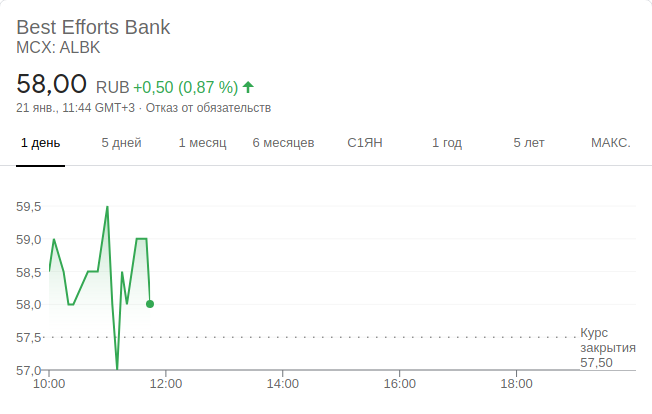 Best Efforts Bank
MCX: ALBK
58,00 RUB +0,50 (0,87 %)
21 янв., 11:44 GMT+3 · Отказ от обязательств
1 день 5 дней 1 месяц 6 месяцев С1ЯН 1 год 5 лет МАКС.
59,5
59,0
58,5
58,0
57,5
57,0
Курс
закрытия
57,50
10:00 12:00 14:00 16:00 18:00